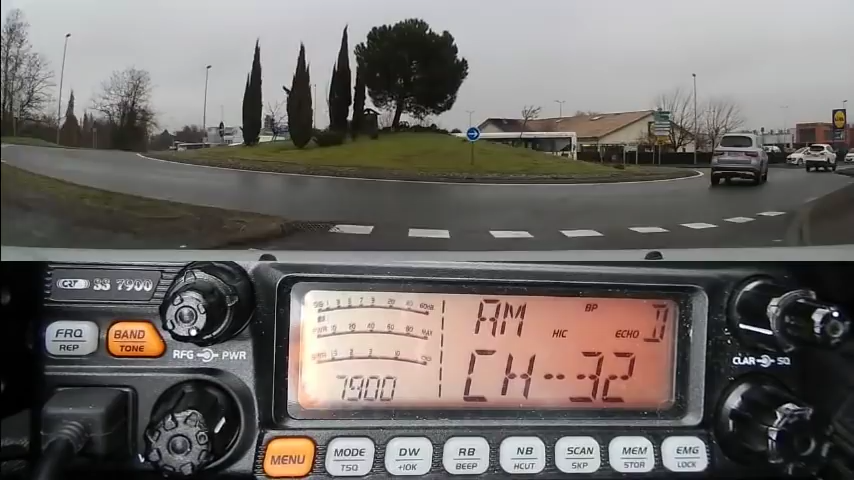 LIDL
CRT SS 7900
FRQ
REP
BAND
TONE
RFG PWR
AM
BP
HIC
ECHO
D
7900
CH--32
CLAR SQ
MENU
MODE
TSQ
DW
+10K
RB
BEEP
NB
HCUT
SCAN
SKP
MEM
STOR
EMG
LOCK